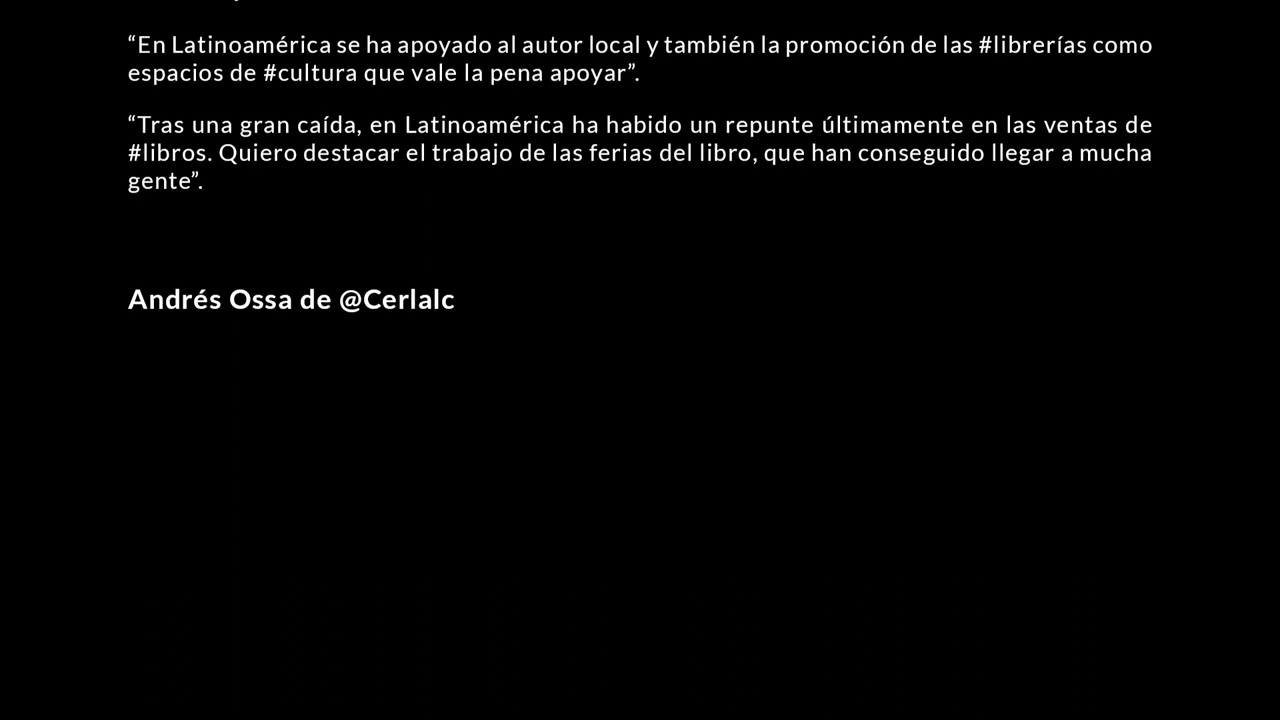 “En Latinoamérica se ha apoyado al autor local y también la promoción de las #librerías como
espacios de #cultura que vale la pena apoyar”.
“Tras una gran caída, en Latinoamérica ha habido un repunte últimamente en las ventas de
#libros. Quiero destacar el trabajo de las ferias del libro, que han conseguido llegar a mucha
gente”.
Andrés Ossa de @Cerlalc